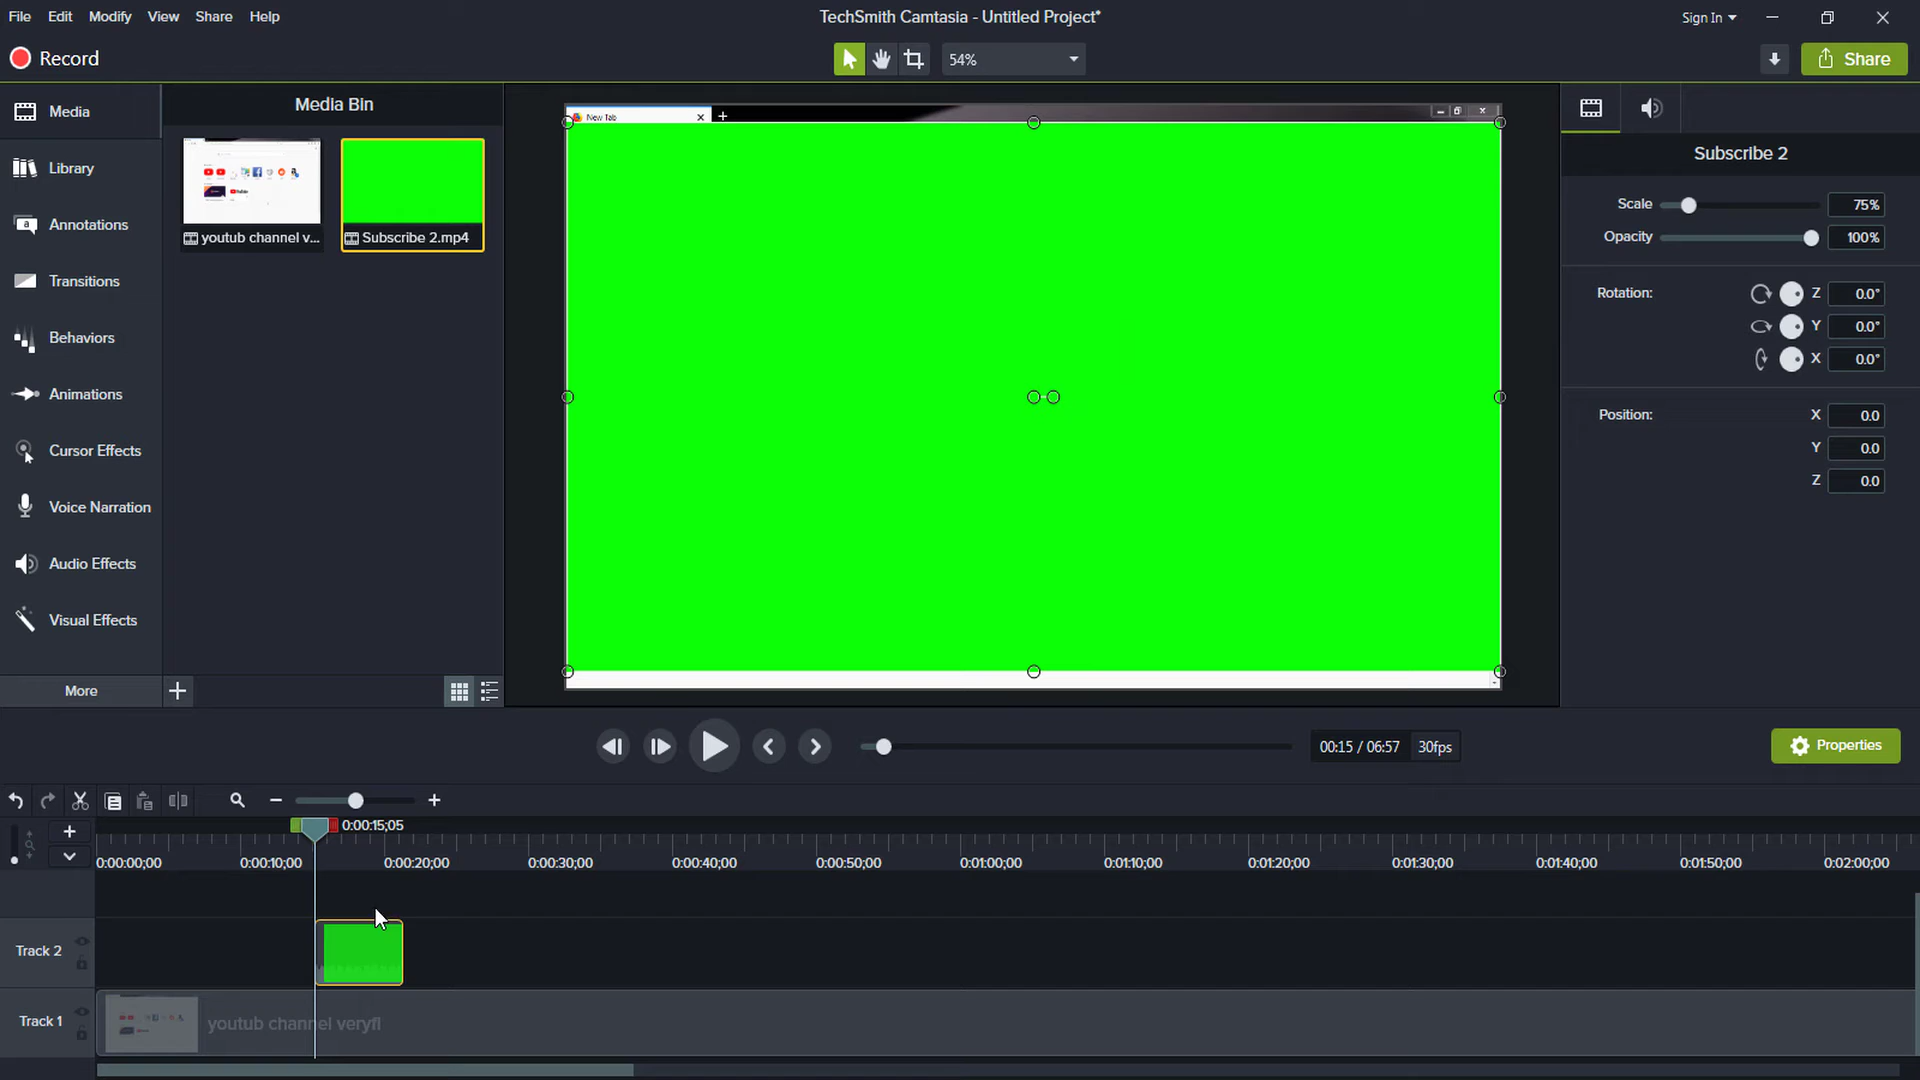 File Edit Modify View Share Help
TechSmith Camtasia - Untitled Project*
Sign In
Record
54%
Share
Media
Library
Annotations
Transitions
Behaviors
Animations
Cursor Effects
Voice Narration
Audio Effects
Visual Effects
More
Media Bin
youtub channel v...
Subscribe 2.mp4
New Tab
Subscribe 2
Scale 75%
Opacity 100%
Rotation: Z 0.0°
Y 0.0°
X 0.0°
Position: X 0.0
Y 0.0
Z 0.0
00:15 / 06:57 30fps
Properties
0:00:15;05
0:00:00;00 0:00:10;00 0:00:20;00 0:00:30;00 0:00:40;00 0:00:50;00 0:01:00;00 0:01:10;00 0:01:20;00 0:01:30;00 0:01:40;00 0:01:50;00 0:02:00;00
Track 2
Track 1
youtub channel veryfi